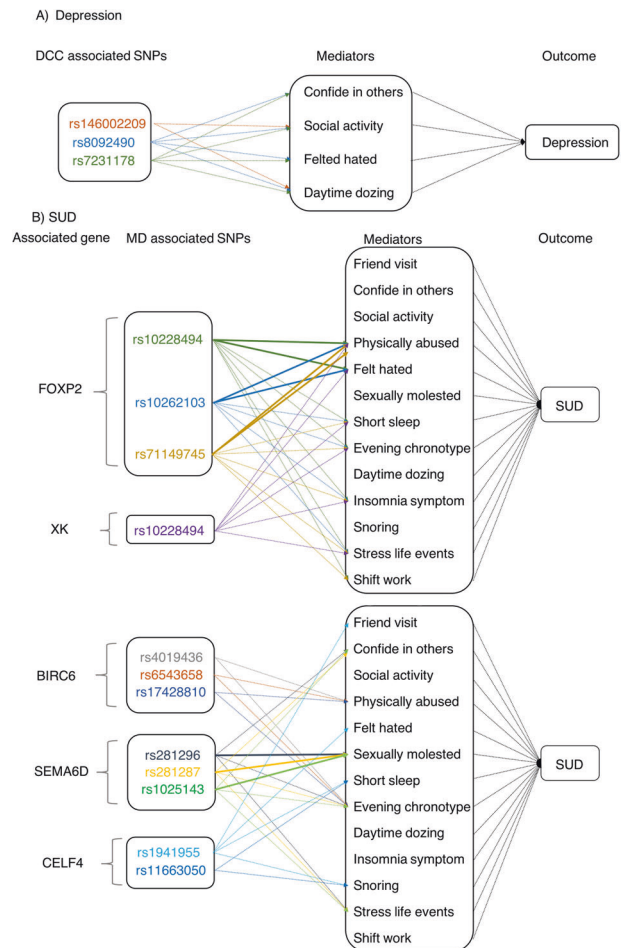 A) Depression
DCC associated SNPs
Mediators
Outcome
rs146002209
rs8092490
rs7231178
Confide in others
Social activity
Felted hated
Daytime dozing
Depression
B) SUD
Associated gene
MD associated SNPs
Mediators
Outcome
FOXP2
rs10228494
rs10262103
rs71149745
XK
rs10228494
Friend visit
Confide in others
Social activity
Physically abused
Felt hated
Sexually molested
Short sleep
Evening chronotype
Daytime dozing
Insomnia symptom
Snoring
Stress life events
Shift work
SUD
BIRC6
rs4019436
rs6543658
rs17428810
SEMA6D
rs281296
rs281287
rs1025143
CELF4
rs1941955
rs11663050
Friend visit
Confide in others
Social activity
Physically abused
Felt hated
Sexually molested
Short sleep
Evening chronotype
Daytime dozing
Insomnia symptom
Snoring
Stress life events
Shift work
SUD